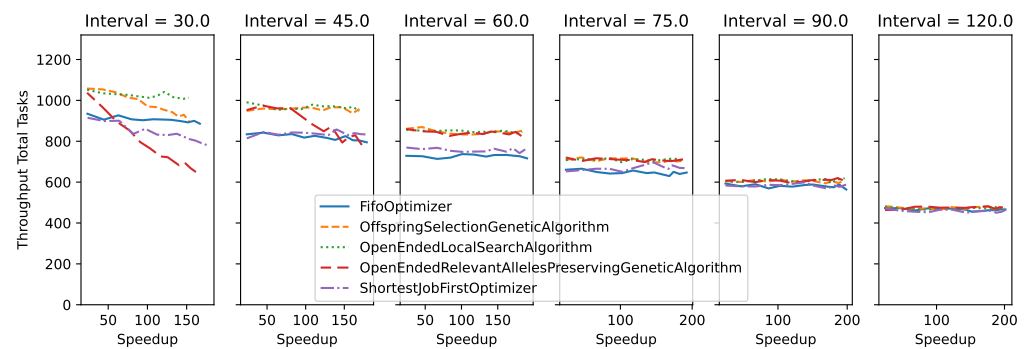 Interval = 30.0 Interval = 45.0 Interval = 60.0 Interval = 75.0 Interval = 90.0 Interval = 120.0
Throughput Total Tasks
1200
1000
800
600
400
200
0
FifoOptimizer
OffspringSelectionGeneticAlgorithm
OpenEndedLocalSearchAlgorithm
OpenEndedRelevantAllelesPreservingGeneticAlgorithm
ShortestJobFirstOptimizer
50 100 150 50 100 150 50 100 150 100 200 100 200 100 200
Speedup Speedup Speedup Speedup Speedup Speedup